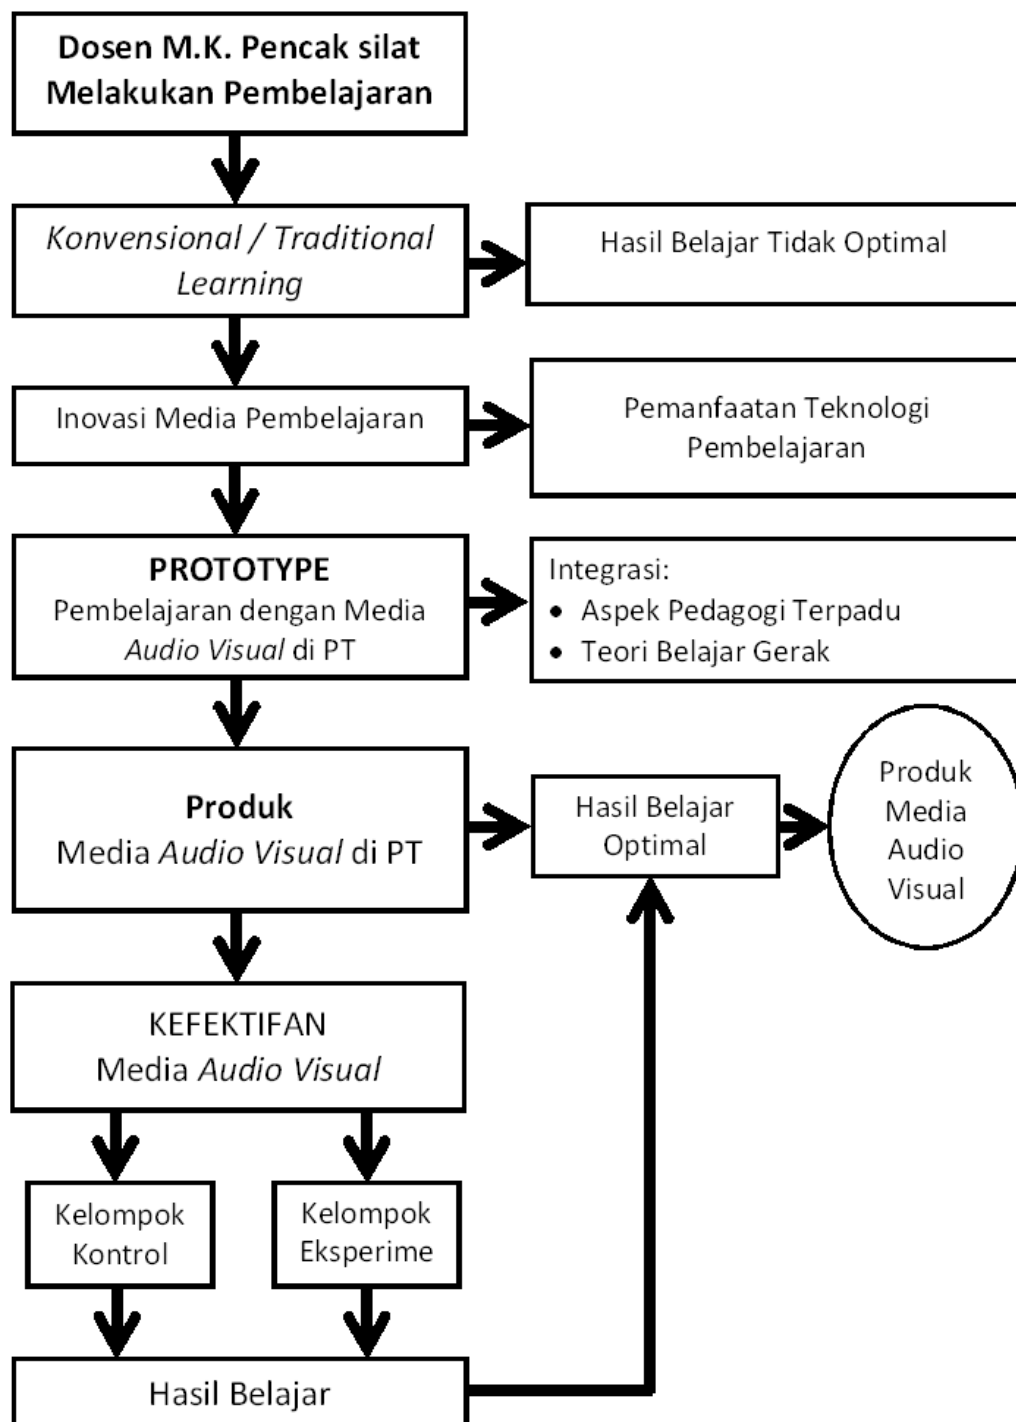 Dosen M.K. Pencak silat
Melakukan Pembelajaran
Konvensional / Traditional
Learning
Hasil Belajar Tidak Optimal
Inovasi Media Pembelajaran
Pemanfaatan Teknologi
Pembelajaran
PROTOTYPE
Pembelajaran dengan Media
Audio Visual di PT
Integrasi:
• Aspek Pedagogi Terpadu
• Teori Belajar Gerak
Produk
Media Audio Visual di PT
Hasil Belajar
Optimal
Produk
Media
Audio
Visual
KEFEKTIFAN
Media Audio Visual
Kelompok
Kontrol
Kelompok
Eksperime
Hasil Belajar